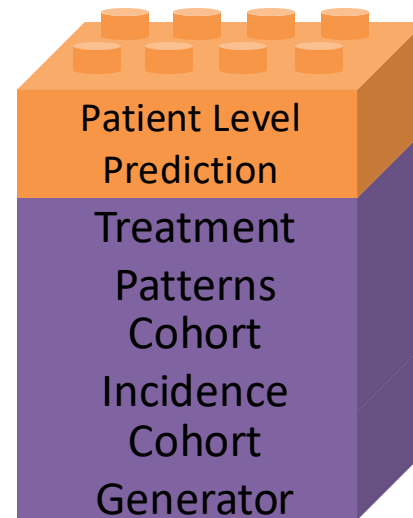 Patient Level
Prediction
Treatment
Patterns
Cohort
Incidence
Cohort
Generator